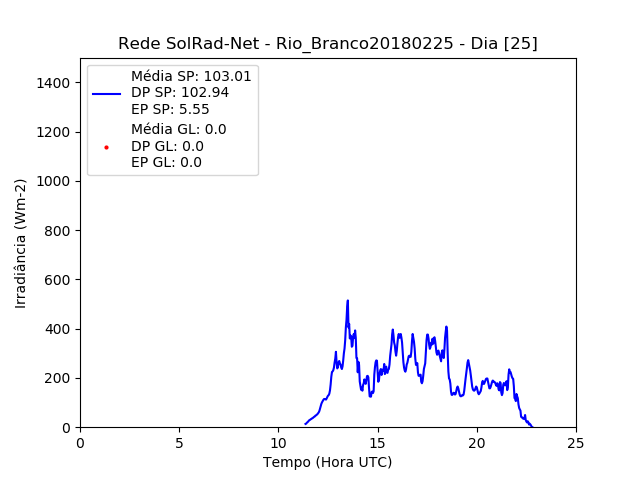 Rede SolRad-Net - Rio_Branco20180225 - Dia [25]
Média SP: 103.01
DP SP: 102.94
EP SP: 5.55
Média GL: 0.0
DP GL: 0.0
EP GL: 0.0
1400
1200
1000
800
600
400
200
0
Irradiância (Wm-2)
0 5 10 15 20 25
Tempo (Hora UTC)